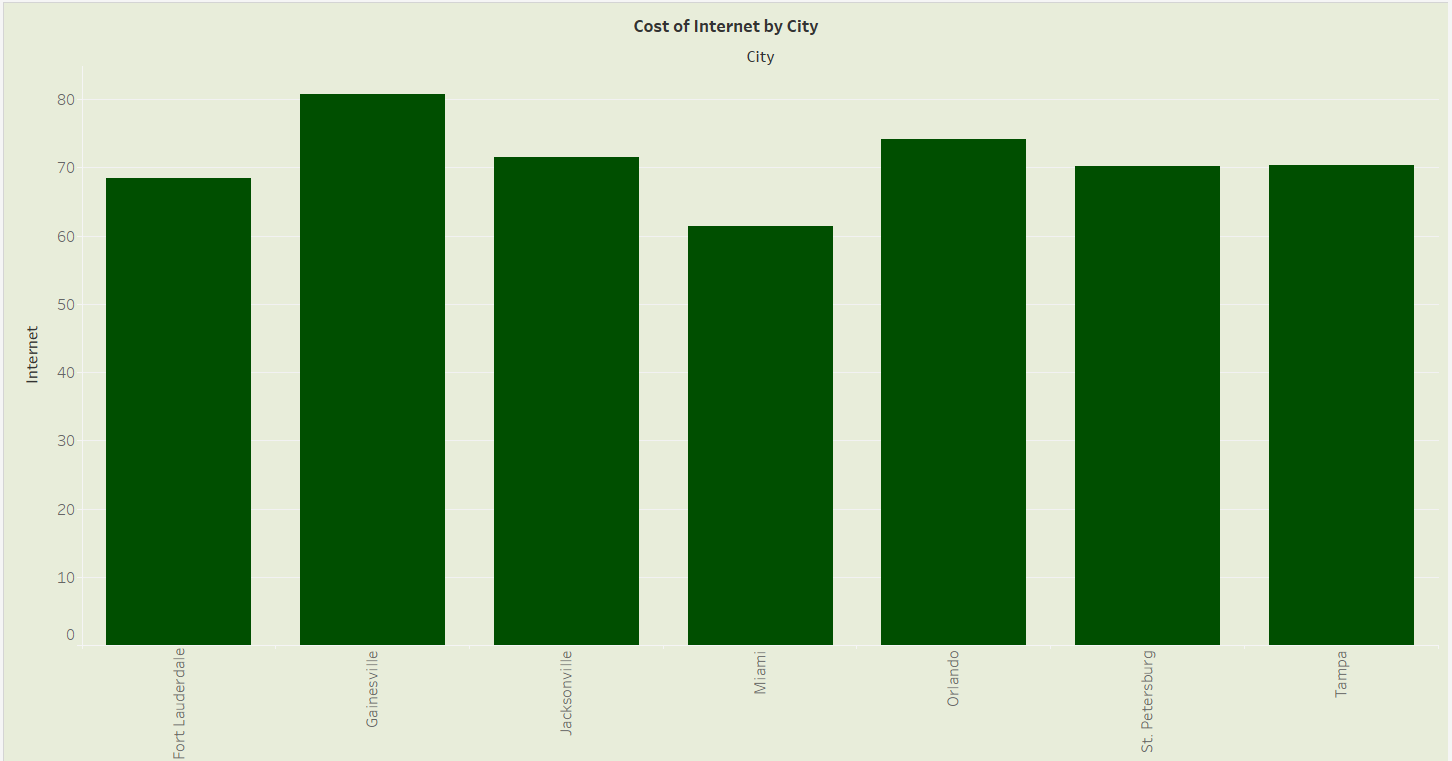 Cost of Internet by City
City
80
70
60
50
40
30
20
10
0
Internet
Fort Lauderdale
Gainesville
Jacksonville
Miami
Orlando
St. Petersburg
Tampa